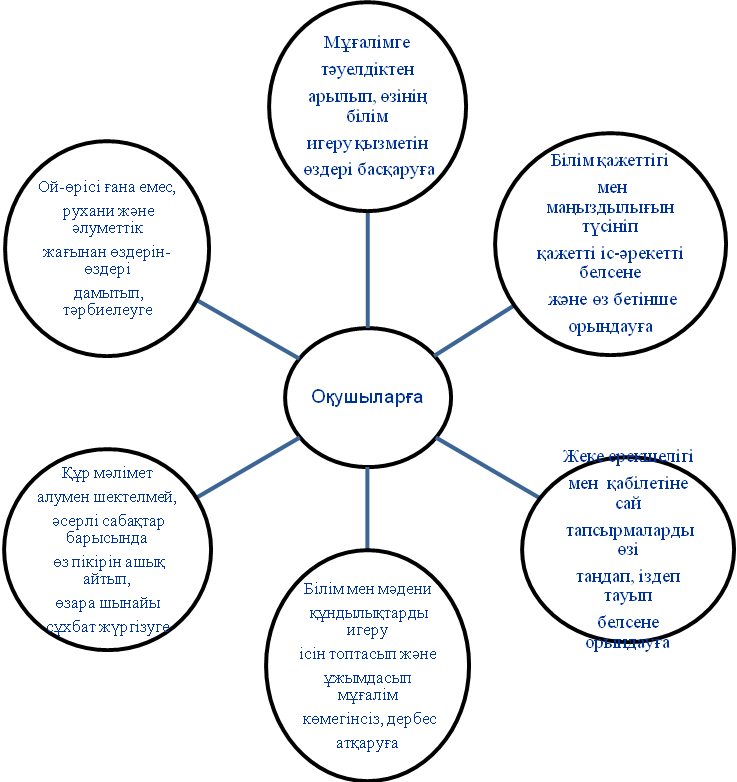 Мұғалімге
тәуелдіктен
арылып, өзінің
білім
игеру қызметін
өздері басқаруға
Білім қажеттігі
мен
маңыздылығын
түсініп
қажетті іс-әрекетті
белсене
және өз бетінше
орындауға
Ой-өрісі ғана емес,
рухани және
әлуметтік
жағынан өздерін-
өздері
дамытып,
тәрбиелеуге
Оқушыларға
Жеке ерекшелігі
мен қабілетіне
сай
тапсырмаларды
өзі
таңдап, іздеп
тауып
белсене
орындауға
Құр мәлімет
алумен шектелмей,
әсерлі сабақтар
барысында
өз пікірін ашық
айтып,
өзара шынайы
сұхбат жүргізуге
Білім мен мәдени
құндылықтарды
игеру
ісін топтасып және
ұжымдасып
мұғалім
көмегінсіз, дербес
атқаруға